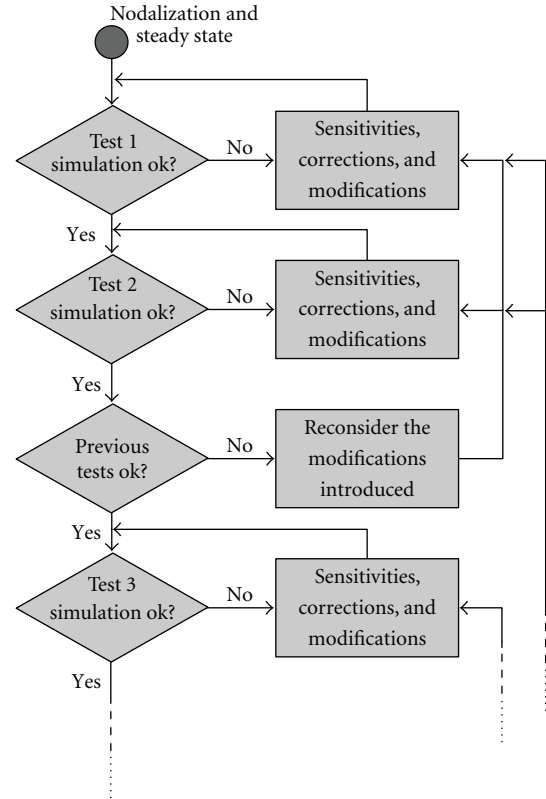 Nodalization and
steady state
Test 1
simulation ok?
No
Sensitivities,
corrections, and
modifications
Yes
Test 2
simulation ok?
No
Sensitivities,
corrections, and
modifications
Yes
Previous
tests ok?
No
Reconsider the
modifications
introduced
Yes
Test 3
simulation ok?
No
Sensitivities,
corrections, and
modifications
Yes